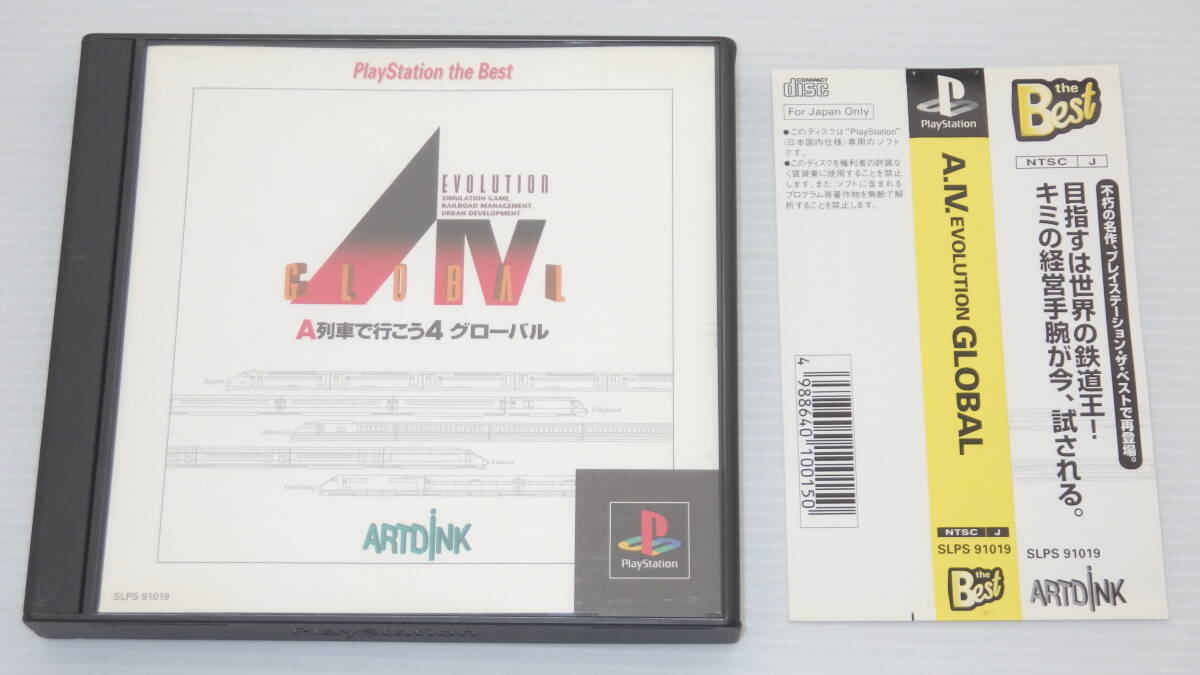 PlayStation the Best
EVOLUTION
SIMULATION GAME,
RAILROAD MANAGEMENT,
URBAN DEVELOPMENT
AIV
GLOBAL
A列車で行こう4 グローバル
Japan
England
America
France
Germany
ARTDINK
PlayStation
SLPS 91019
PlayStation
COMPACT
disc
For Japan Only
●このディスクは"PlayStation"
(日本国内仕様)専用のソフト
です。
●このディスクを権利者の許諾な
く賃貸業に使用することを禁止
します。また、ソフトに含まれる
プログラム等著作物を無断で解
析することを禁止します。
4 988640 100150
PlayStation
A.IV. EVOLUTION GLOBAL
NTSC J
SLPS 91019
the Best
the Best
NTSC J
不朽の名作、プレイステーション・ザ・ベストで再登場。
目指すは世界の鉄道王!
キミの経営手腕が今、試される。
SLPS 91019
ARTDINK